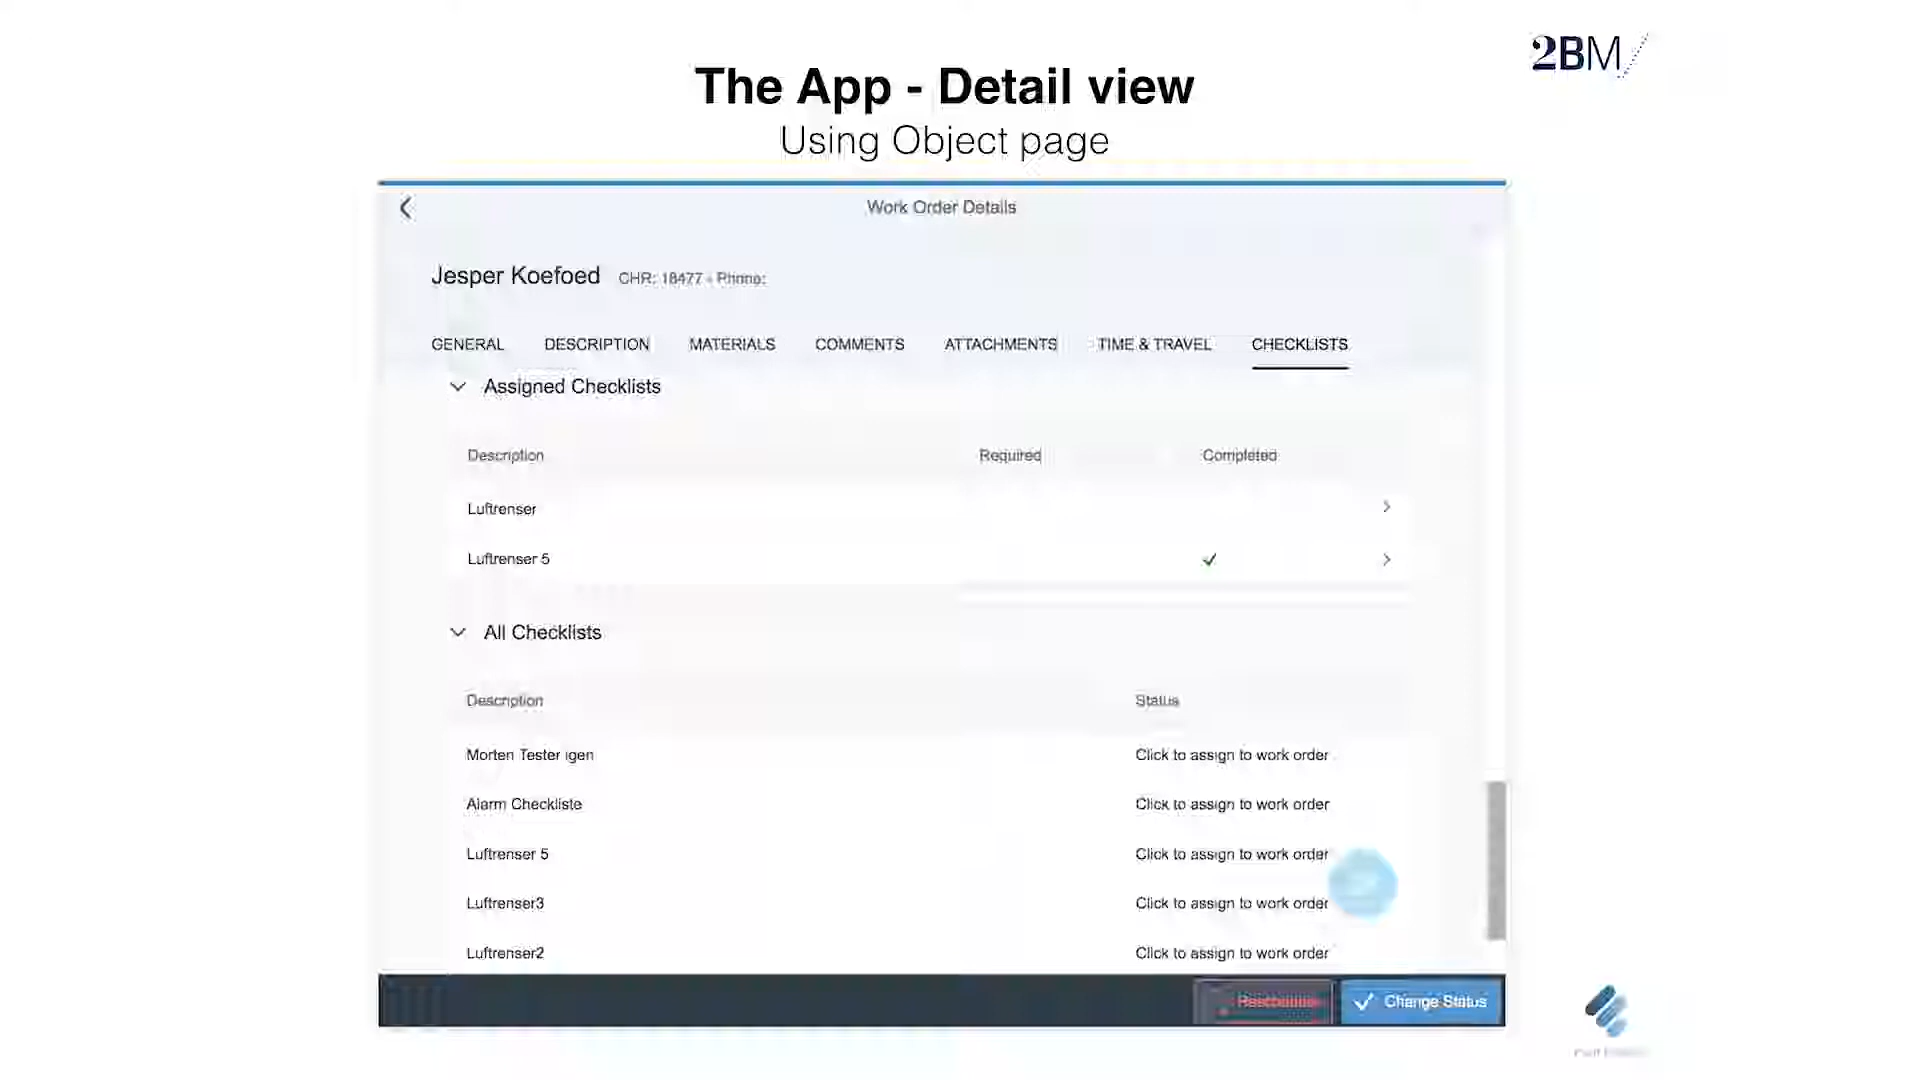 2BM
The App - Detail view
Using Object page
Work Order Details
Jesper Koefoed CHR: 18477 - Phone:
GENERAL DESCRIPTION MATERIALS COMMENTS ATTACHMENTS TIME & TRAVEL CHECKLISTS
Assigned Checklists
Description Required Completed
Luftrenser
Luftrenser 5
All Checklists
Description Status
Morten Tester igen Click to assign to work order
Alarm Checkliste Click to assign to work order
Luftrenser 5 Click to assign to work order
Luftrenser3 Click to assign to work order
Luftrenser2 Click to assign to work order
Change Status